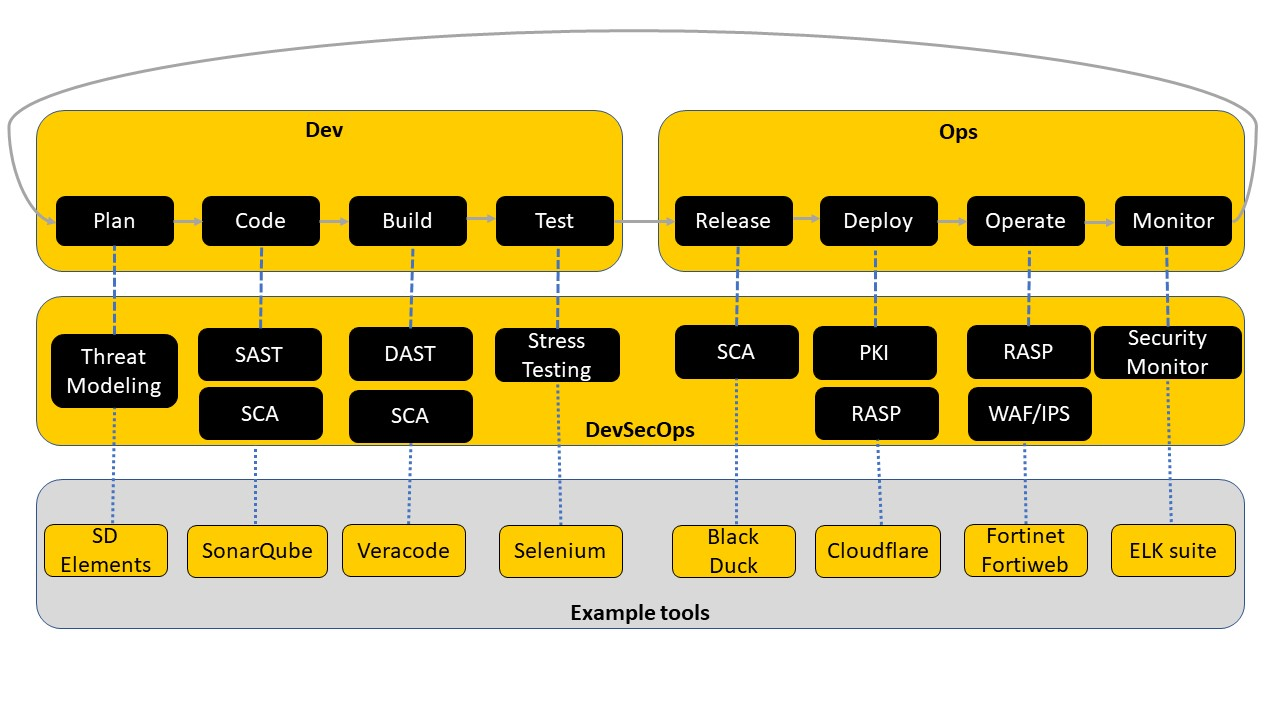 Dev
Ops
Plan
Code
Build
Test
Release
Deploy
Operate
Monitor
Threat
Modeling
SAST
SCA
DAST
SCA
Stress
Testing
SCA
PKI
RASP
RASP
WAF/IPS
Security
Monitor
DevSecOps
SD
Elements
SonarQube
Veracode
Selenium
Black
Duck
Cloudflare
Fortinet
Fortiweb
ELK suite
Example tools